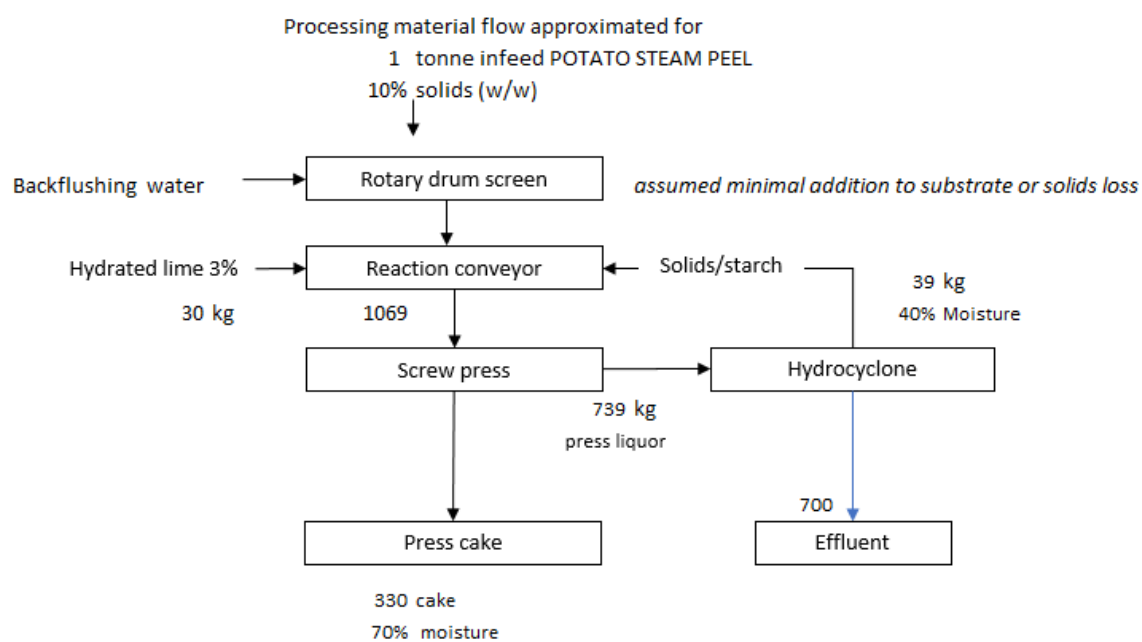 Processing material flow approximated for
1 tonne infeed POTATO STEAM PEEL
10% solids (w/w)
Backflushing water
Rotary drum screen
assumed minimal addition to substrate or solids loss
Hydrated lime 3%
Reaction conveyor
Solids/starch
30 kg
1069
39 kg
40% Moisture
Screw press
Hydrocyclone
739 kg
press liquor
700
Press cake
Effluent
330 cake
70% moisture